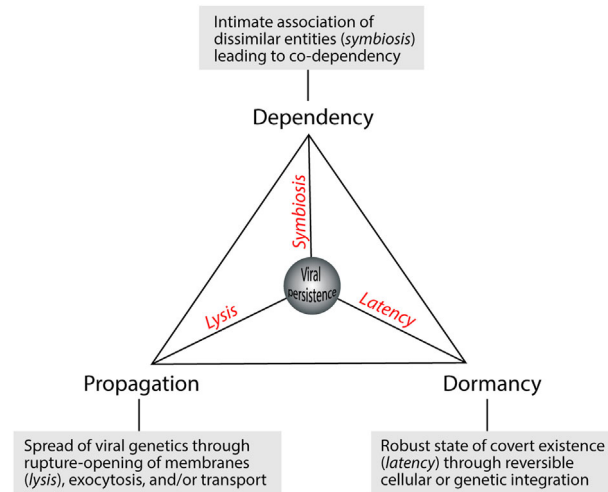 Intimate association of
dissimilar entities (symbiosis)
leading to co-dependency
Dependency
Symbiosis
Viral
persistence
Lysis
Latency
Propagation
Dormancy
Spread of viral genetics through
rupture-opening of membranes
(lysis), exocytosis, and/or transport
Robust state of covert existence
(latency) through reversible
cellular or genetic integration